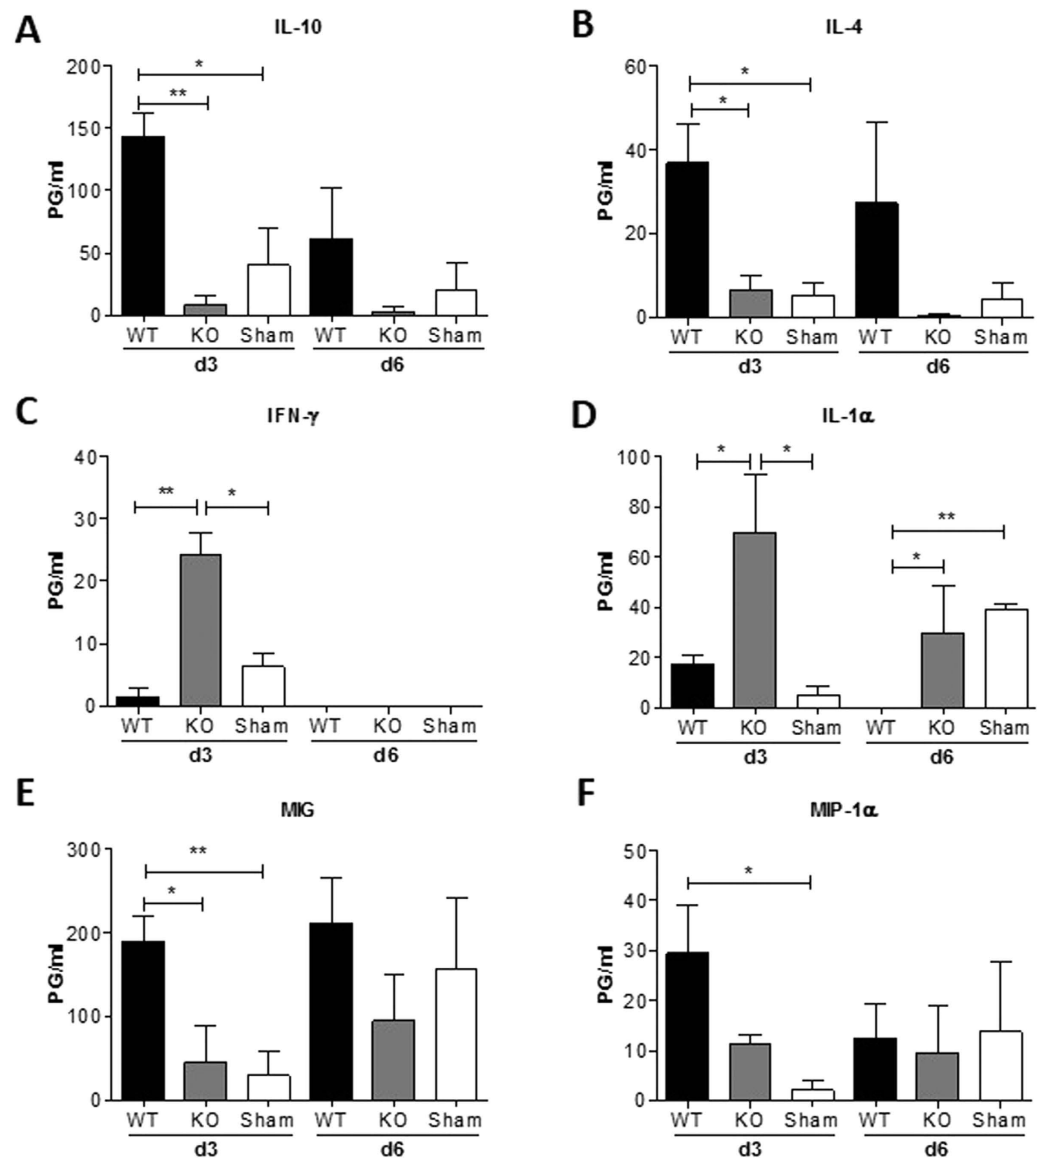 A
IL-10
PG/ml
200
150
100
50
0
*
**
WT KO Sham WT KO Sham
d3 d6
B
IL-4
PG/ml
60
40
20
0
*
*
WT KO Sham WT KO Sham
d3 d6
C
IFN-γ
PG/ml
40
30
20
10
0
** *
WT KO Sham WT KO Sham
d3 d6
D
IL-1α
PG/ml
100
80
60
40
20
0
* *
**
*
WT KO Sham WT KO Sham
d3 d6
E
MIG
PG/ml
300
200
100
0
**
*
WT KO Sham WT KO Sham
d3 d6
F
MIP-1α
PG/ml
50
40
30
20
10
0
*
WT KO Sham WT KO Sham
d3 d6